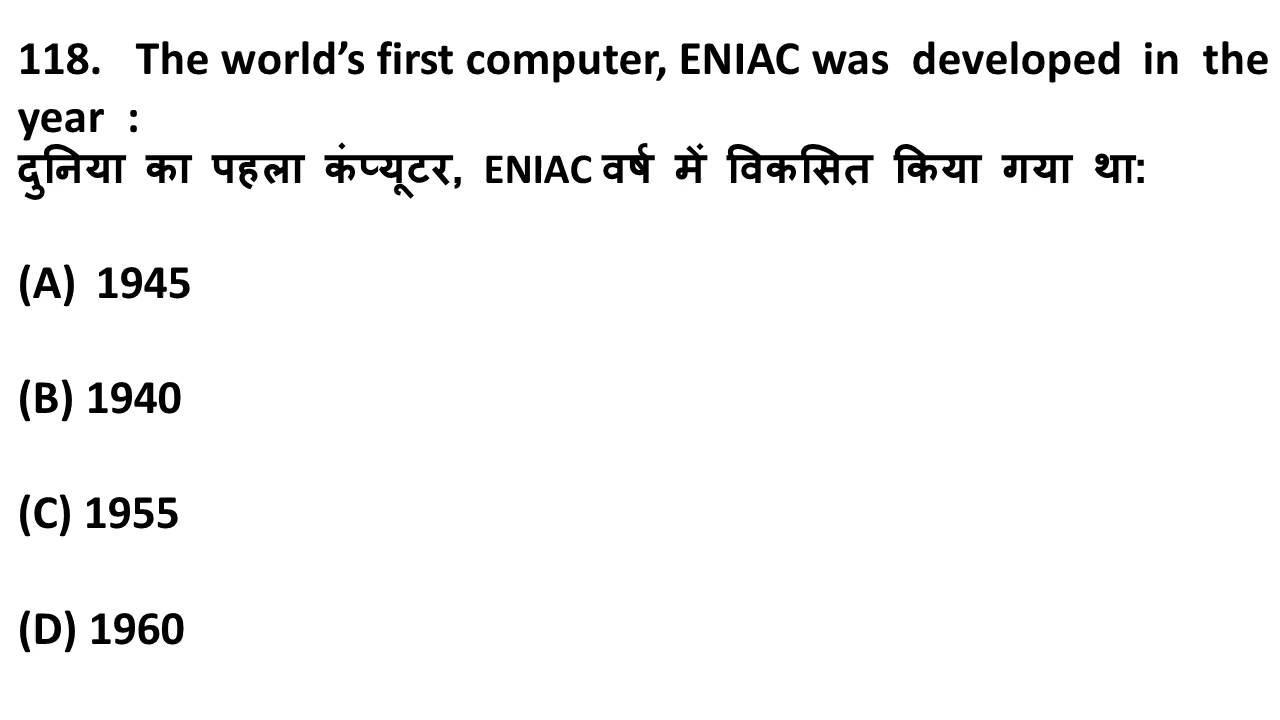 118. The world’s first computer, ENIAC was developed in the
year :
दुनिया का पहला कंप्यूटर, ENIAC वर्ष में विकसित किया गया था:
(A) 1945
(B) 1940
(C) 1955
(D) 1960